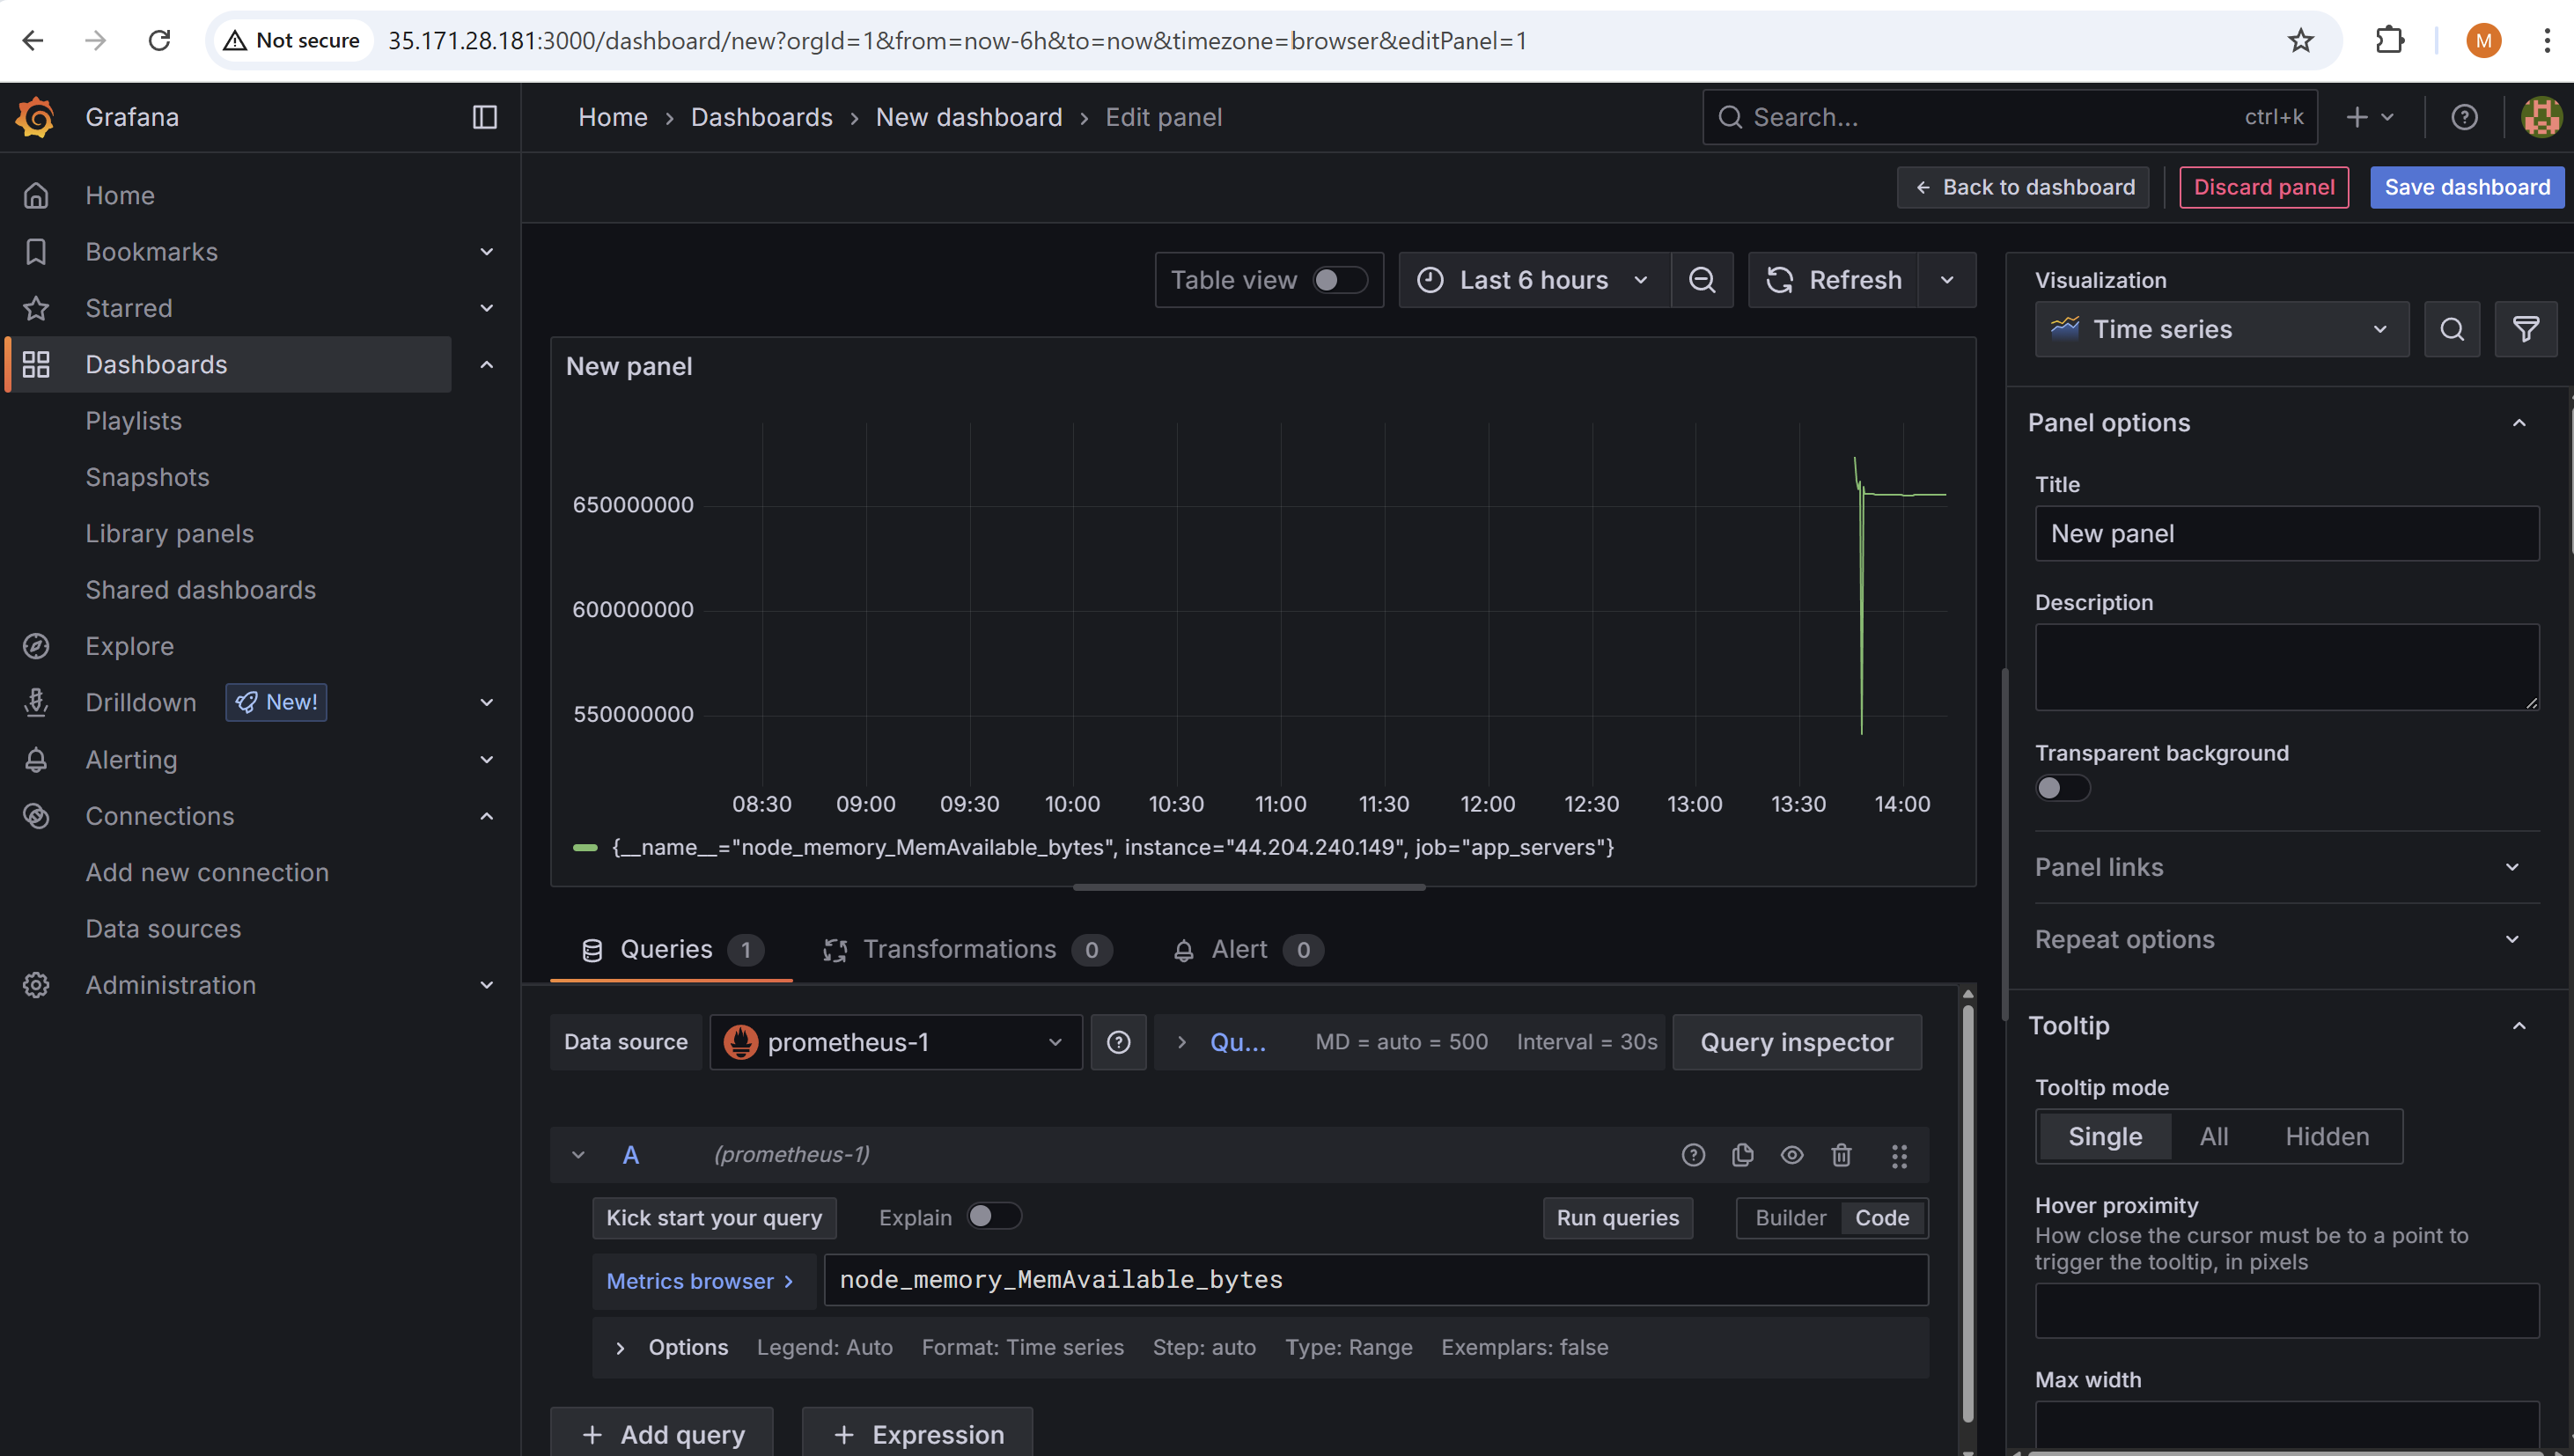 Not secure 35.171.28.181:3000/dashboard/new?orgId=1&from=now-6h&to=now&timezone=browser&editPanel=1
M
Grafana
Home › Dashboards › New dashboard › Edit panel
Search... ctrl+k
Back to dashboard
Discard panel
Save dashboard
Home
Bookmarks
Starred
Dashboards
Playlists
Snapshots
Library panels
Shared dashboards
Explore
Drilldown New!
Alerting
Connections
Add new connection
Data sources
Administration
Table view
Last 6 hours
Refresh
New panel
650000000
600000000
550000000
08:30 09:00 09:30 10:00 10:30 11:00 11:30 12:00 12:30 13:00 13:30 14:00
{__name__="node_memory_MemAvailable_bytes", instance="44.204.240.149", job="app_servers"}
Queries 1
Transformations 0
Alert 0
Data source
prometheus-1
Qu... MD = auto = 500 Interval = 30s
Query inspector
A (prometheus-1)
Kick start your query
Explain
Run queries
Builder Code
Metrics browser >
node_memory_MemAvailable_bytes
Options Legend: Auto Format: Time series Step: auto Type: Range Exemplars: false
+ Add query
+ Expression
Visualization
Time series
Panel options
Title
New panel
Description
Transparent background
Panel links
Repeat options
Tooltip
Tooltip mode
Single All Hidden
Hover proximity
How close the cursor must be to a point to
trigger the tooltip, in pixels
Max width